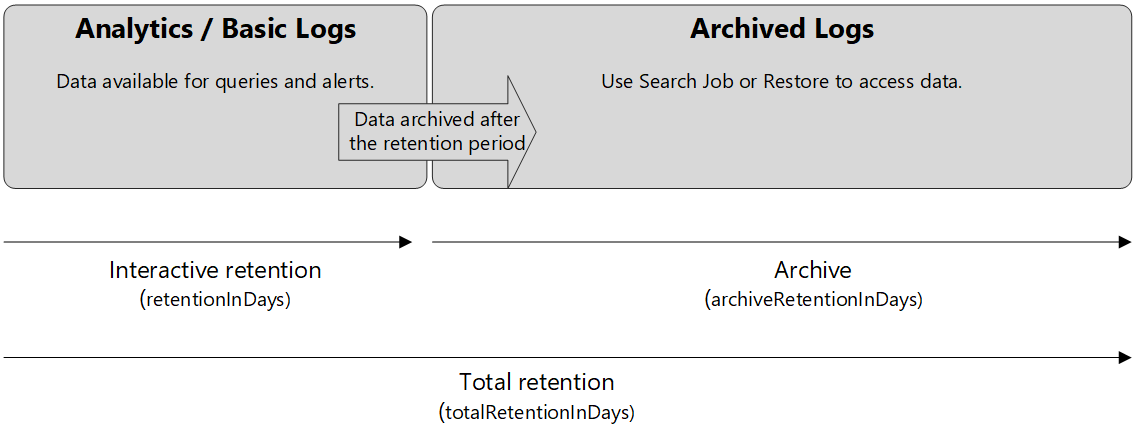 Analytics / Basic Logs
Data available for queries and alerts.
Archived Logs
Use Search Job or Restore to access data.
Data archived after
the retention period
Interactive retention
(retentionInDays)
Archive
(archiveRetentionInDays)
Total retention
(totalRetentionInDays)